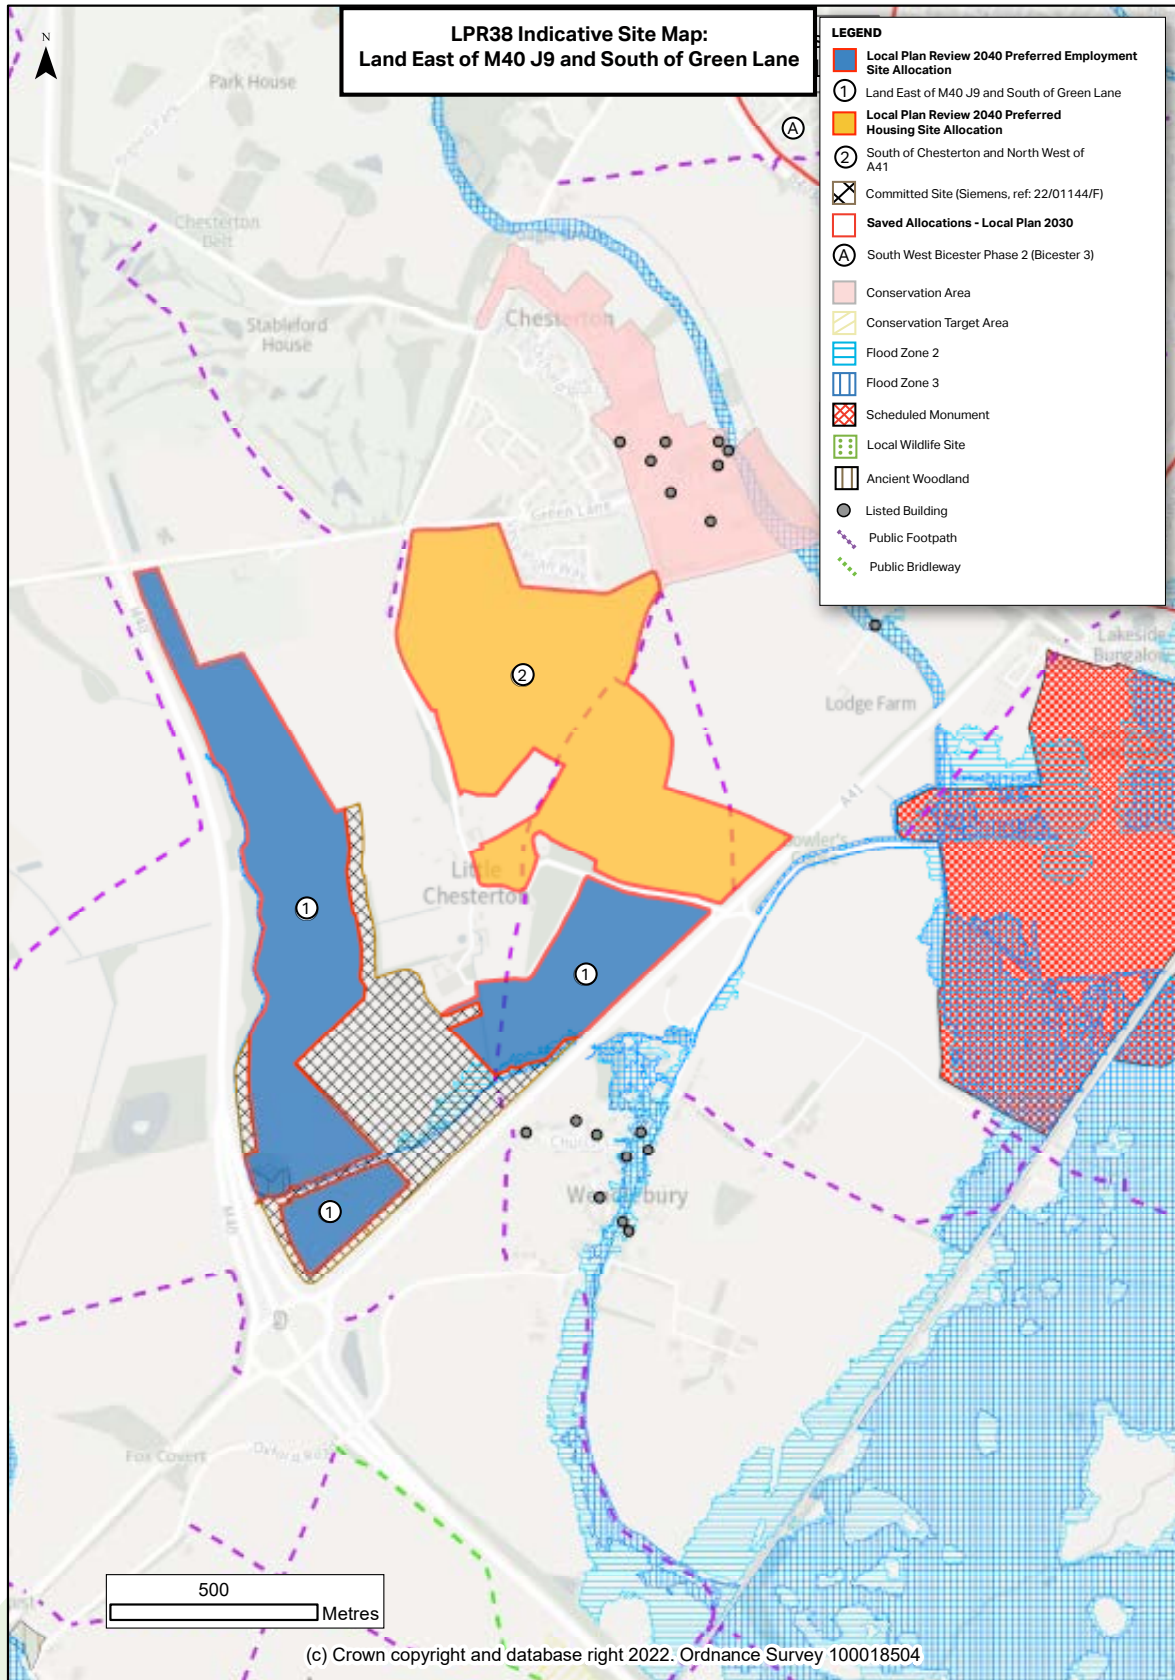 LPR38 Indicative Site Map:
Land East of M40 J9 and South of Green Lane
N
LEGEND
Local Plan Review 2040 Preferred Employment
Site Allocation
1 Land East of M40 J9 and South of Green Lane
Local Plan Review 2040 Preferred
Housing Site Allocation
2 South of Chesterton and North West of
A41
Committed Site (Siemens, ref: 22/01144/F)
Saved Allocations - Local Plan 2030
A South West Bicester Phase 2 (Bicester 3)
Conservation Area
Conservation Target Area
Flood Zone 2
Flood Zone 3
Scheduled Monument
Local Wildlife Site
Ancient Woodland
Listed Building
Public Footpath
Public Bridleway
Park House
A
Chesterton
Belt
Stableford
House
Chesterton
Green Lane
M40
2
Lakeside
Bungalow
Lodge Farm
A41
Little
Chesterton
1
1
Church
1
M40
Fox Covert
Oxford Road
500
Metres
(c) Crown copyright and database right 2022. Ordnance Survey 100018504